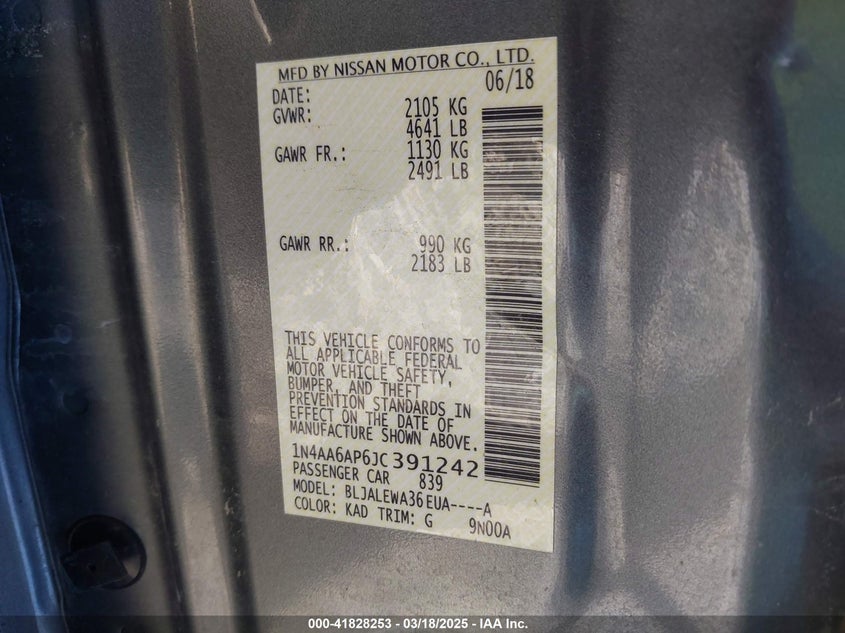 MFD BY NISSAN MOTOR CO., LTD.
DATE: 06/18
GVWR: 2105 KG
4641 LB
GAWR FR.: 1130 KG
2491 LB
GAWR RR.: 990 KG
2183 LB
THIS VEHICLE CONFORMS TO
ALL APPLICABLE FEDERAL
MOTOR VEHICLE SAFETY,
BUMPER, AND THEFT
PREVENTION STANDARDS IN
EFFECT ON THE DATE OF
MANUFACTURE SHOWN ABOVE.
1N4AA6AP6JC391242
PASSENGER CAR 839
MODEL: BLJALEWA36EUA----A
COLOR: KAD TRIM: G 9N00A
000-41828253 - 03/18/2025 - IAA Inc.